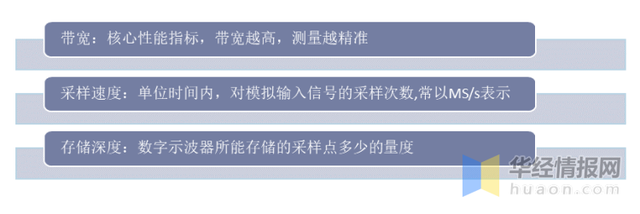 带宽：核心性能指标，带宽越高，测量越精准
采样速度：单位时间内，对模拟输入信号的采样次数,常以MS/s表示
存储深度：数字示波器所能存储的采样点多少的量度
华经情报网
huaon.com